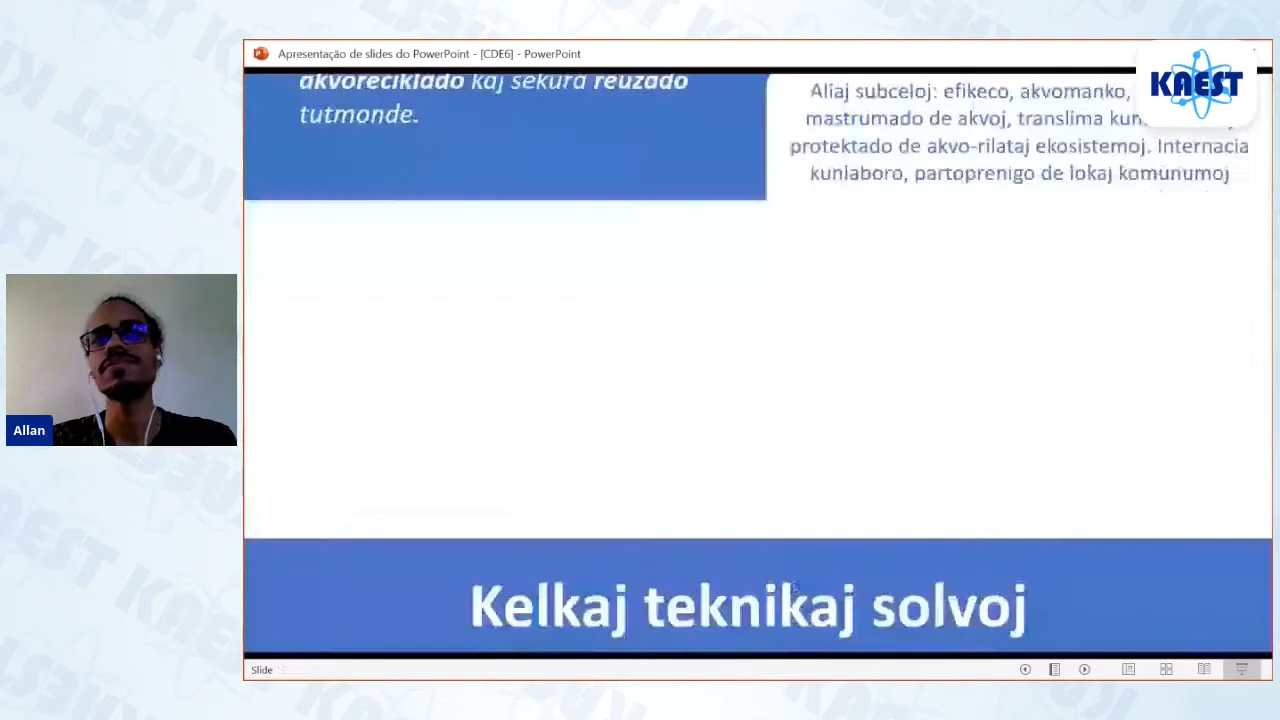 Apresentação de slides do PowerPoint - [CDE6] - PowerPoint
KAEST
akvoreciklado kaj sekura reuzado
tutmonde.
Aliaj subceloj: efikeco, akvomanko,
mastrumado de akvoj, translima
protektado de akvo-rilataj ekosistemoj. Internacia
kunlaboro, partoprenigo de lokaj komunumoj
Allan
Kelkaj teknikaj solvoj
Slide